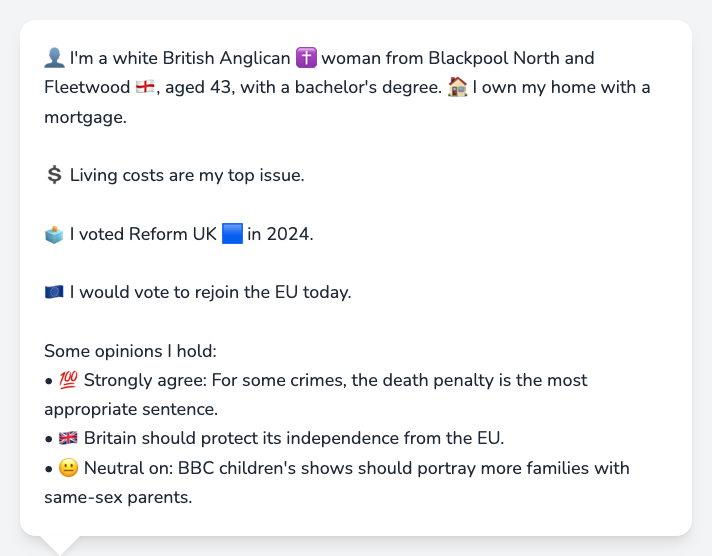 👤 I'm a white British Anglican ✝️ woman from Blackpool North and
Fleetwood 🏴󠁧󠁢󠁥󠁮󠁧󠁿, aged 43, with a bachelor's degree. 🏠 I own my home with a
mortgage.
💲 Living costs are my top issue.
🗳️ I voted Reform UK 🟦 in 2024.
🇪🇺 I would vote to rejoin the EU today.
Some opinions I hold:
• 💯 Strongly agree: For some crimes, the death penalty is the most
appropriate sentence.
• 🇬🇧 Britain should protect its independence from the EU.
• 😐 Neutral on: BBC children's shows should portray more families with
same-sex parents.